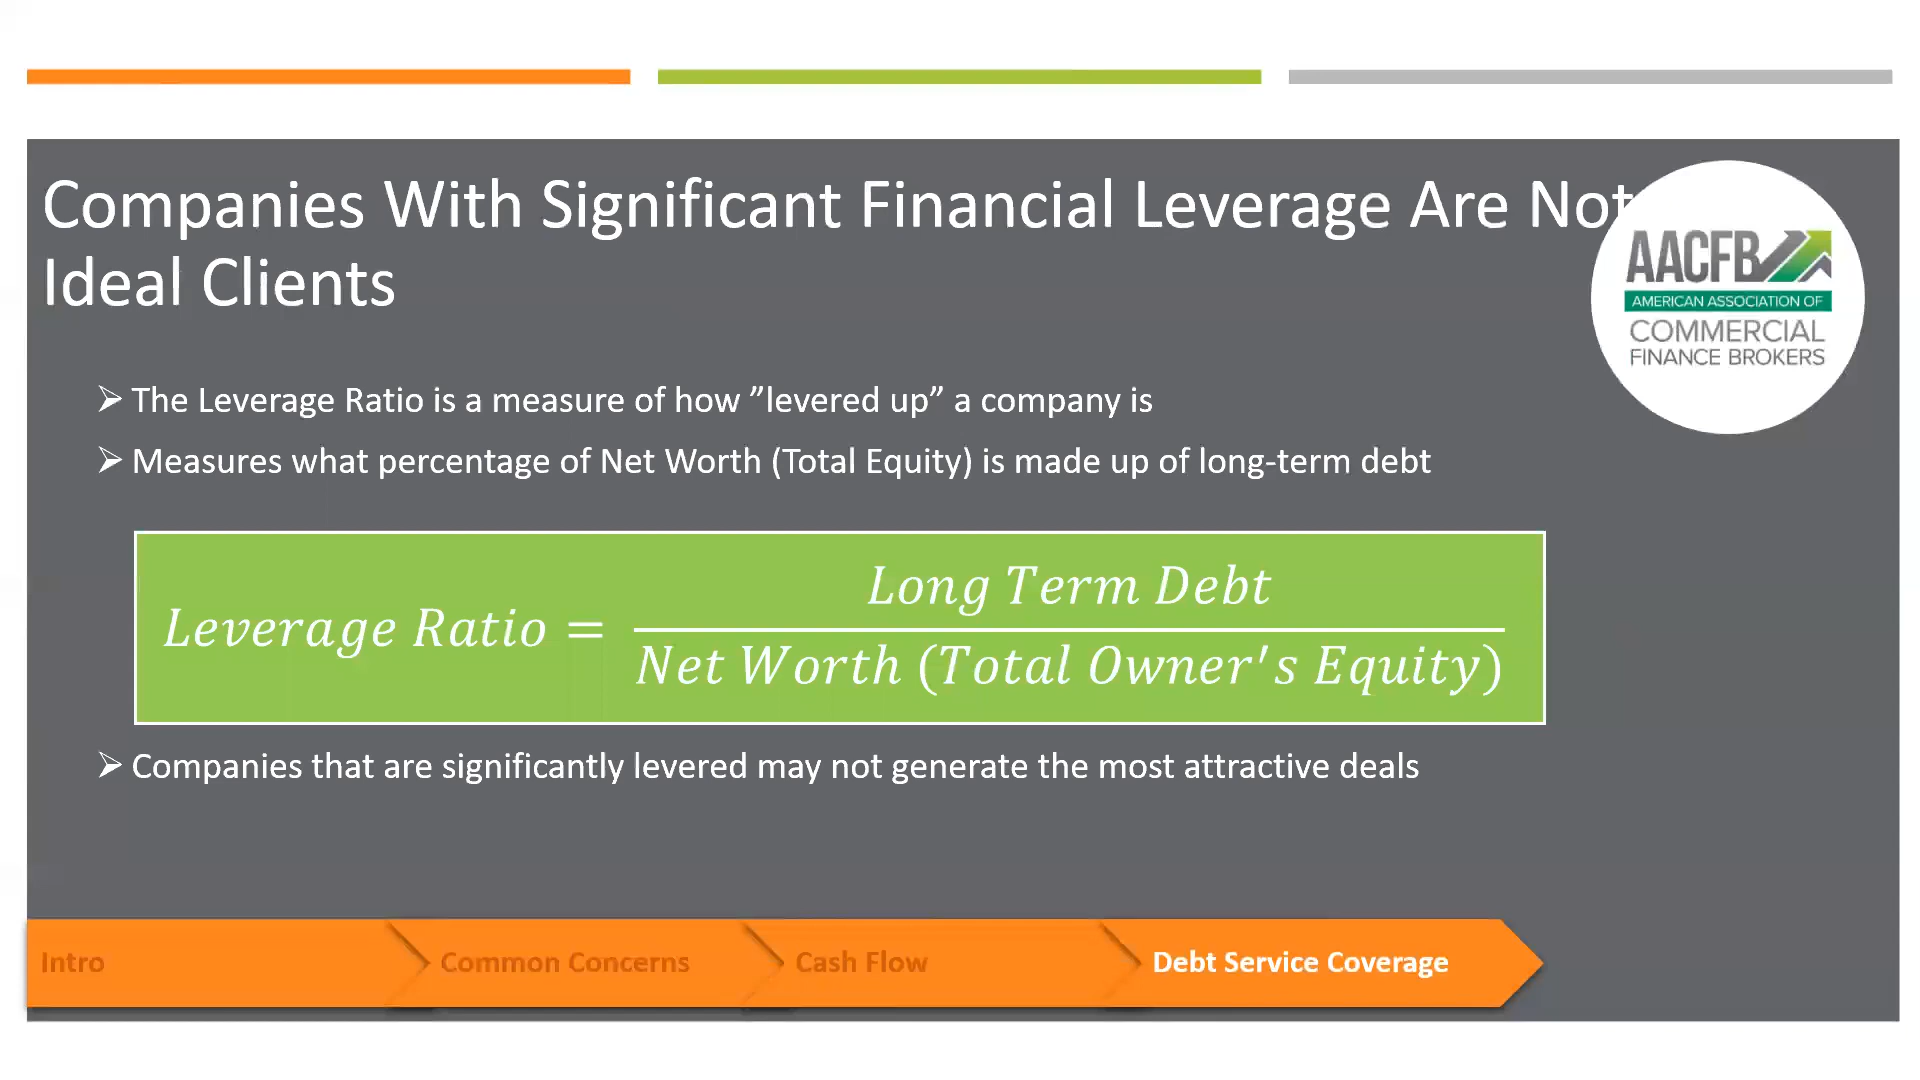 Companies With Significant Financial Leverage Are Not
Ideal Clients
AACFB
AMERICAN ASSOCIATION OF
COMMERCIAL
FINANCE BROKERS
➢ The Leverage Ratio is a measure of how ”levered up” a company is
➢ Measures what percentage of Net Worth (Total Equity) is made up of long-term debt
Leverage Ratio = Long Term Debt / Net Worth (Total Owner's Equity)
➢ Companies that are significantly levered may not generate the most attractive deals
Intro Common Concerns Cash Flow Debt Service Coverage